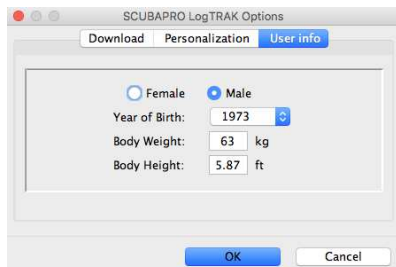 SCUBAPRO LogTRAK Options
Download Personalization User info
Female Male
Year of Birth: 1973
Body Weight: 63 kg
Body Height: 5.87 ft
OK Cancel